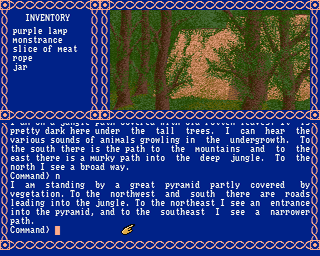 INVENTORY
purple lamp
monstrance
slice of meat
rope
jar
pretty dark here under the tall trees. I can hear the
various sounds of animals growling in the undergrowth. To
the south there is the path to the mountains and to the
east there is a murky path into the deep jungle. To the
north I see a broad way.
Command) n
I am standing by a great pyramid partly covered by
vegetation. To the northwest and south there are roads
leading into the jungle. To the northeast I see an entrance
into the pyramid, and to the southeast I see a narrower
path.
Command)